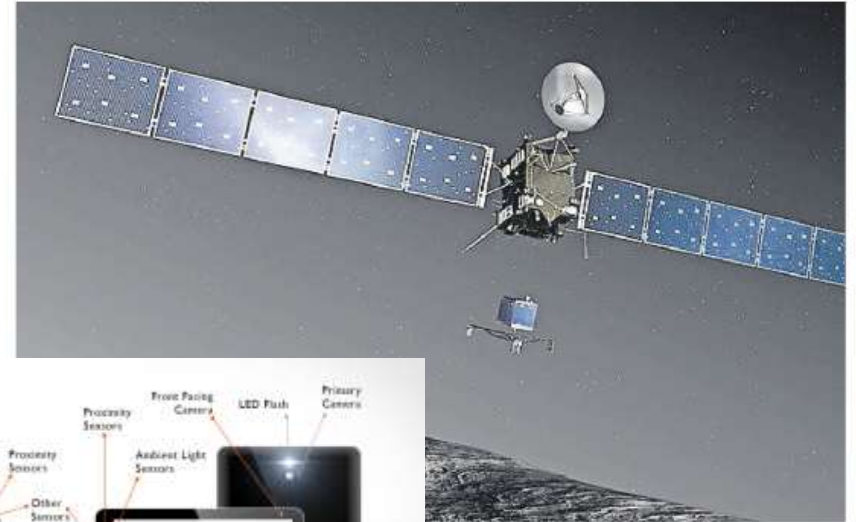 Front Facing
Camera
LED Flash
Primary
Camera
Proximity
Sensors
Ambient Light
Sensors
Proximity
Sensors
Other
Sensors